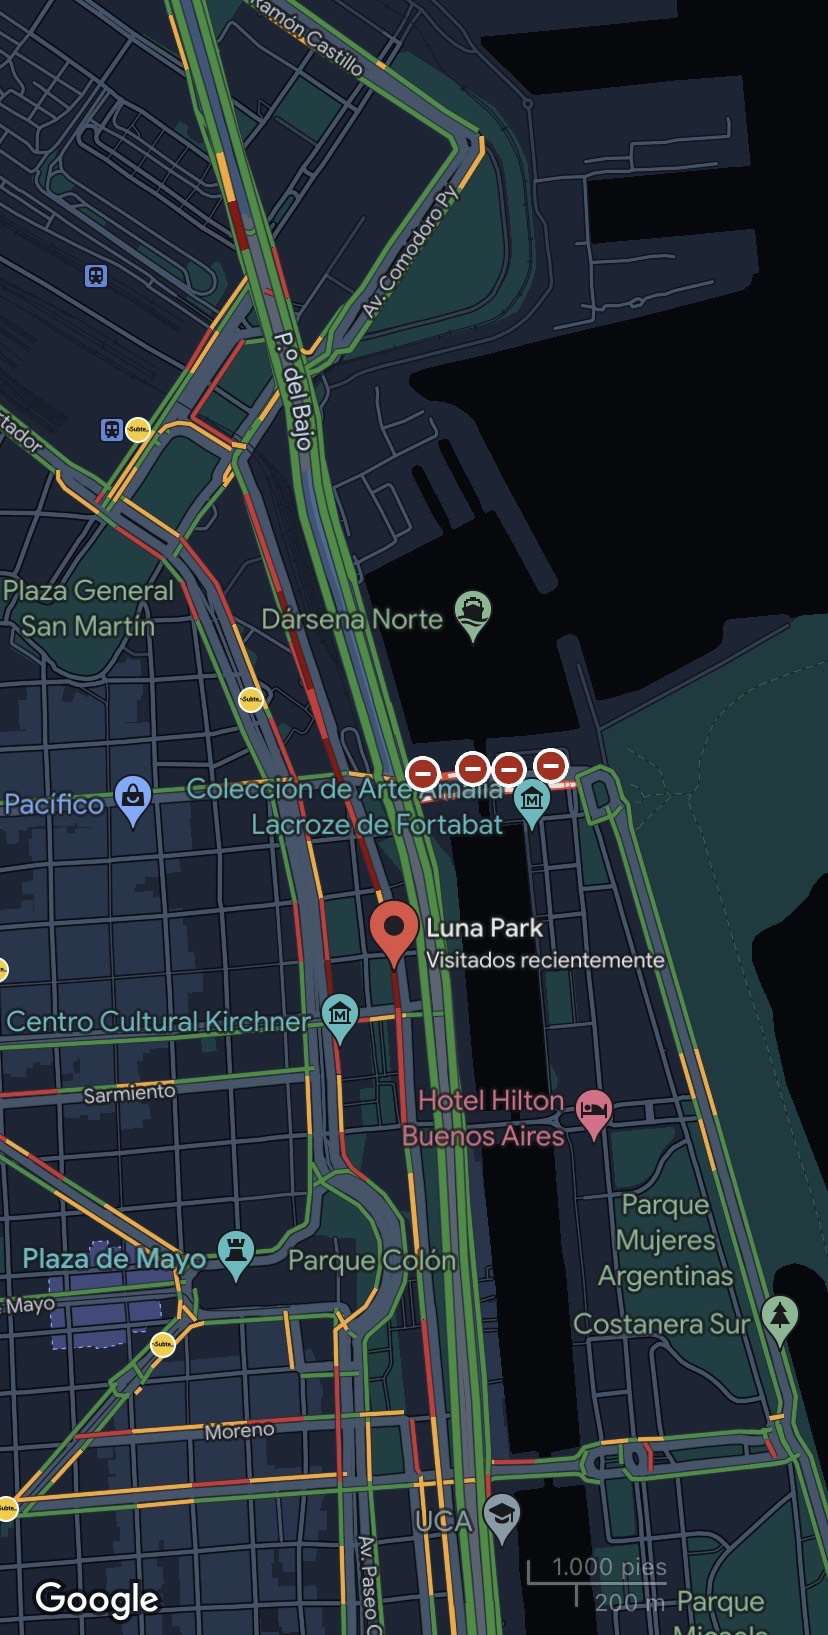 Ramón Castillo
Av. Comodoro Py
P.º del Bajo
Subte
rtador
Plaza General
San Martín
Dársena Norte
Subte
Pacífico
Colección de Arte Amalia
Lacroze de Fortabat
Luna Park
Visitados recientemente
Centro Cultural Kirchner
Sarmiento
Hotel Hilton
Buenos Aires
Parque
Mujeres
Argentinas
Plaza de Mayo
Parque Colón
Mayo
Costanera Sur
Subte
Moreno
Subte
UCA
Av. Paseo C
1.000 pies
200 m
Google
Parque